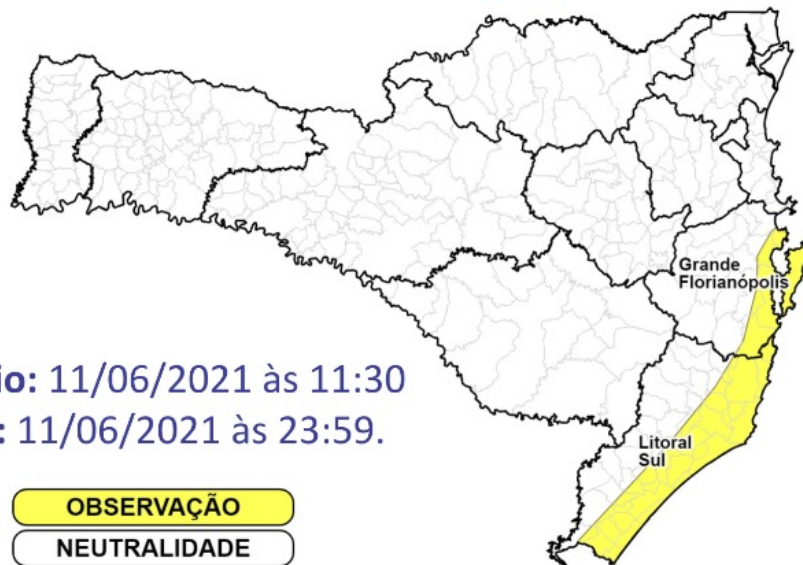 Grande
Florianópolis
io: 11/06/2021 às 11:30
: 11/06/2021 às 23:59.
Litoral
Sul
OBSERVAÇÃO
NEUTRALIDADE